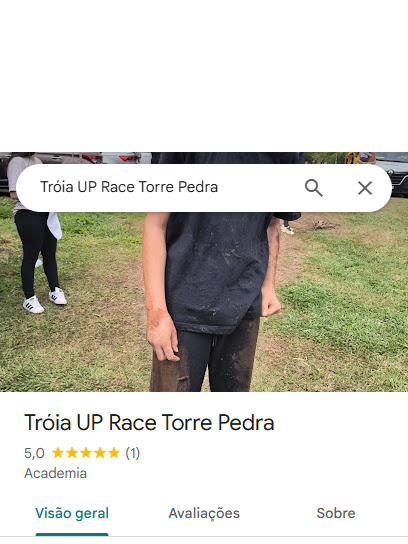 Tróia UP Race Torre Pedra
Tróia UP Race Torre Pedra
5,0 (1)
Academia
Visão geral Avaliações Sobre